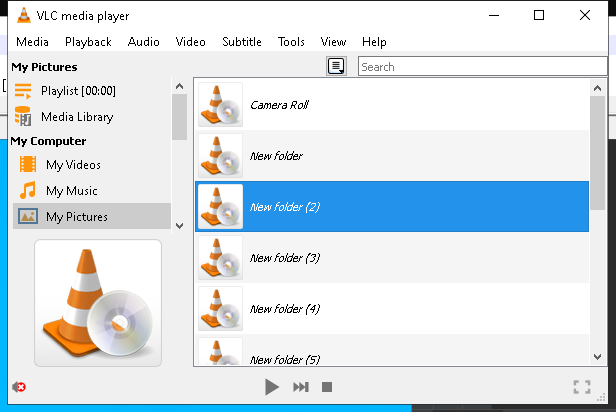 VLC media player
Media Playback Audio Video Subtitle Tools View Help
My Pictures
Search
Playlist [00:00]
Media Library
My Computer
My Videos
My Music
My Pictures
Camera Roll
New folder
New folder (2)
New folder (3)
New folder (4)
New folder (5)